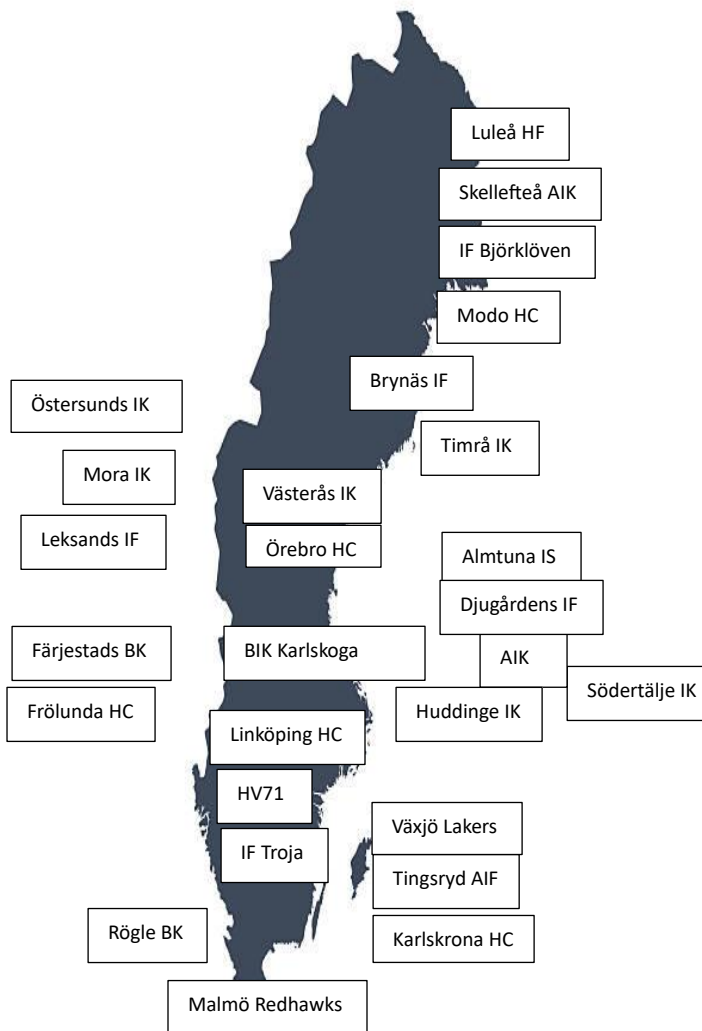 Luleå HF
Skellefteå AIK
IF Björklöven
Modo HC
Brynäs IF
Östersunds IK
Timrå IK
Mora IK
Västerås IK
Leksands IF
Örebro HC
Almtuna IS
Djugårdens IF
Färjestads BK
BIK Karlskoga
AIK
Södertälje IK
Frölunda HC
Huddinge IK
Linköping HC
HV71
Växjö Lakers
IF Troja
Tingsryd AIF
Rögle BK
Karlskrona HC
Malmö Redhawks